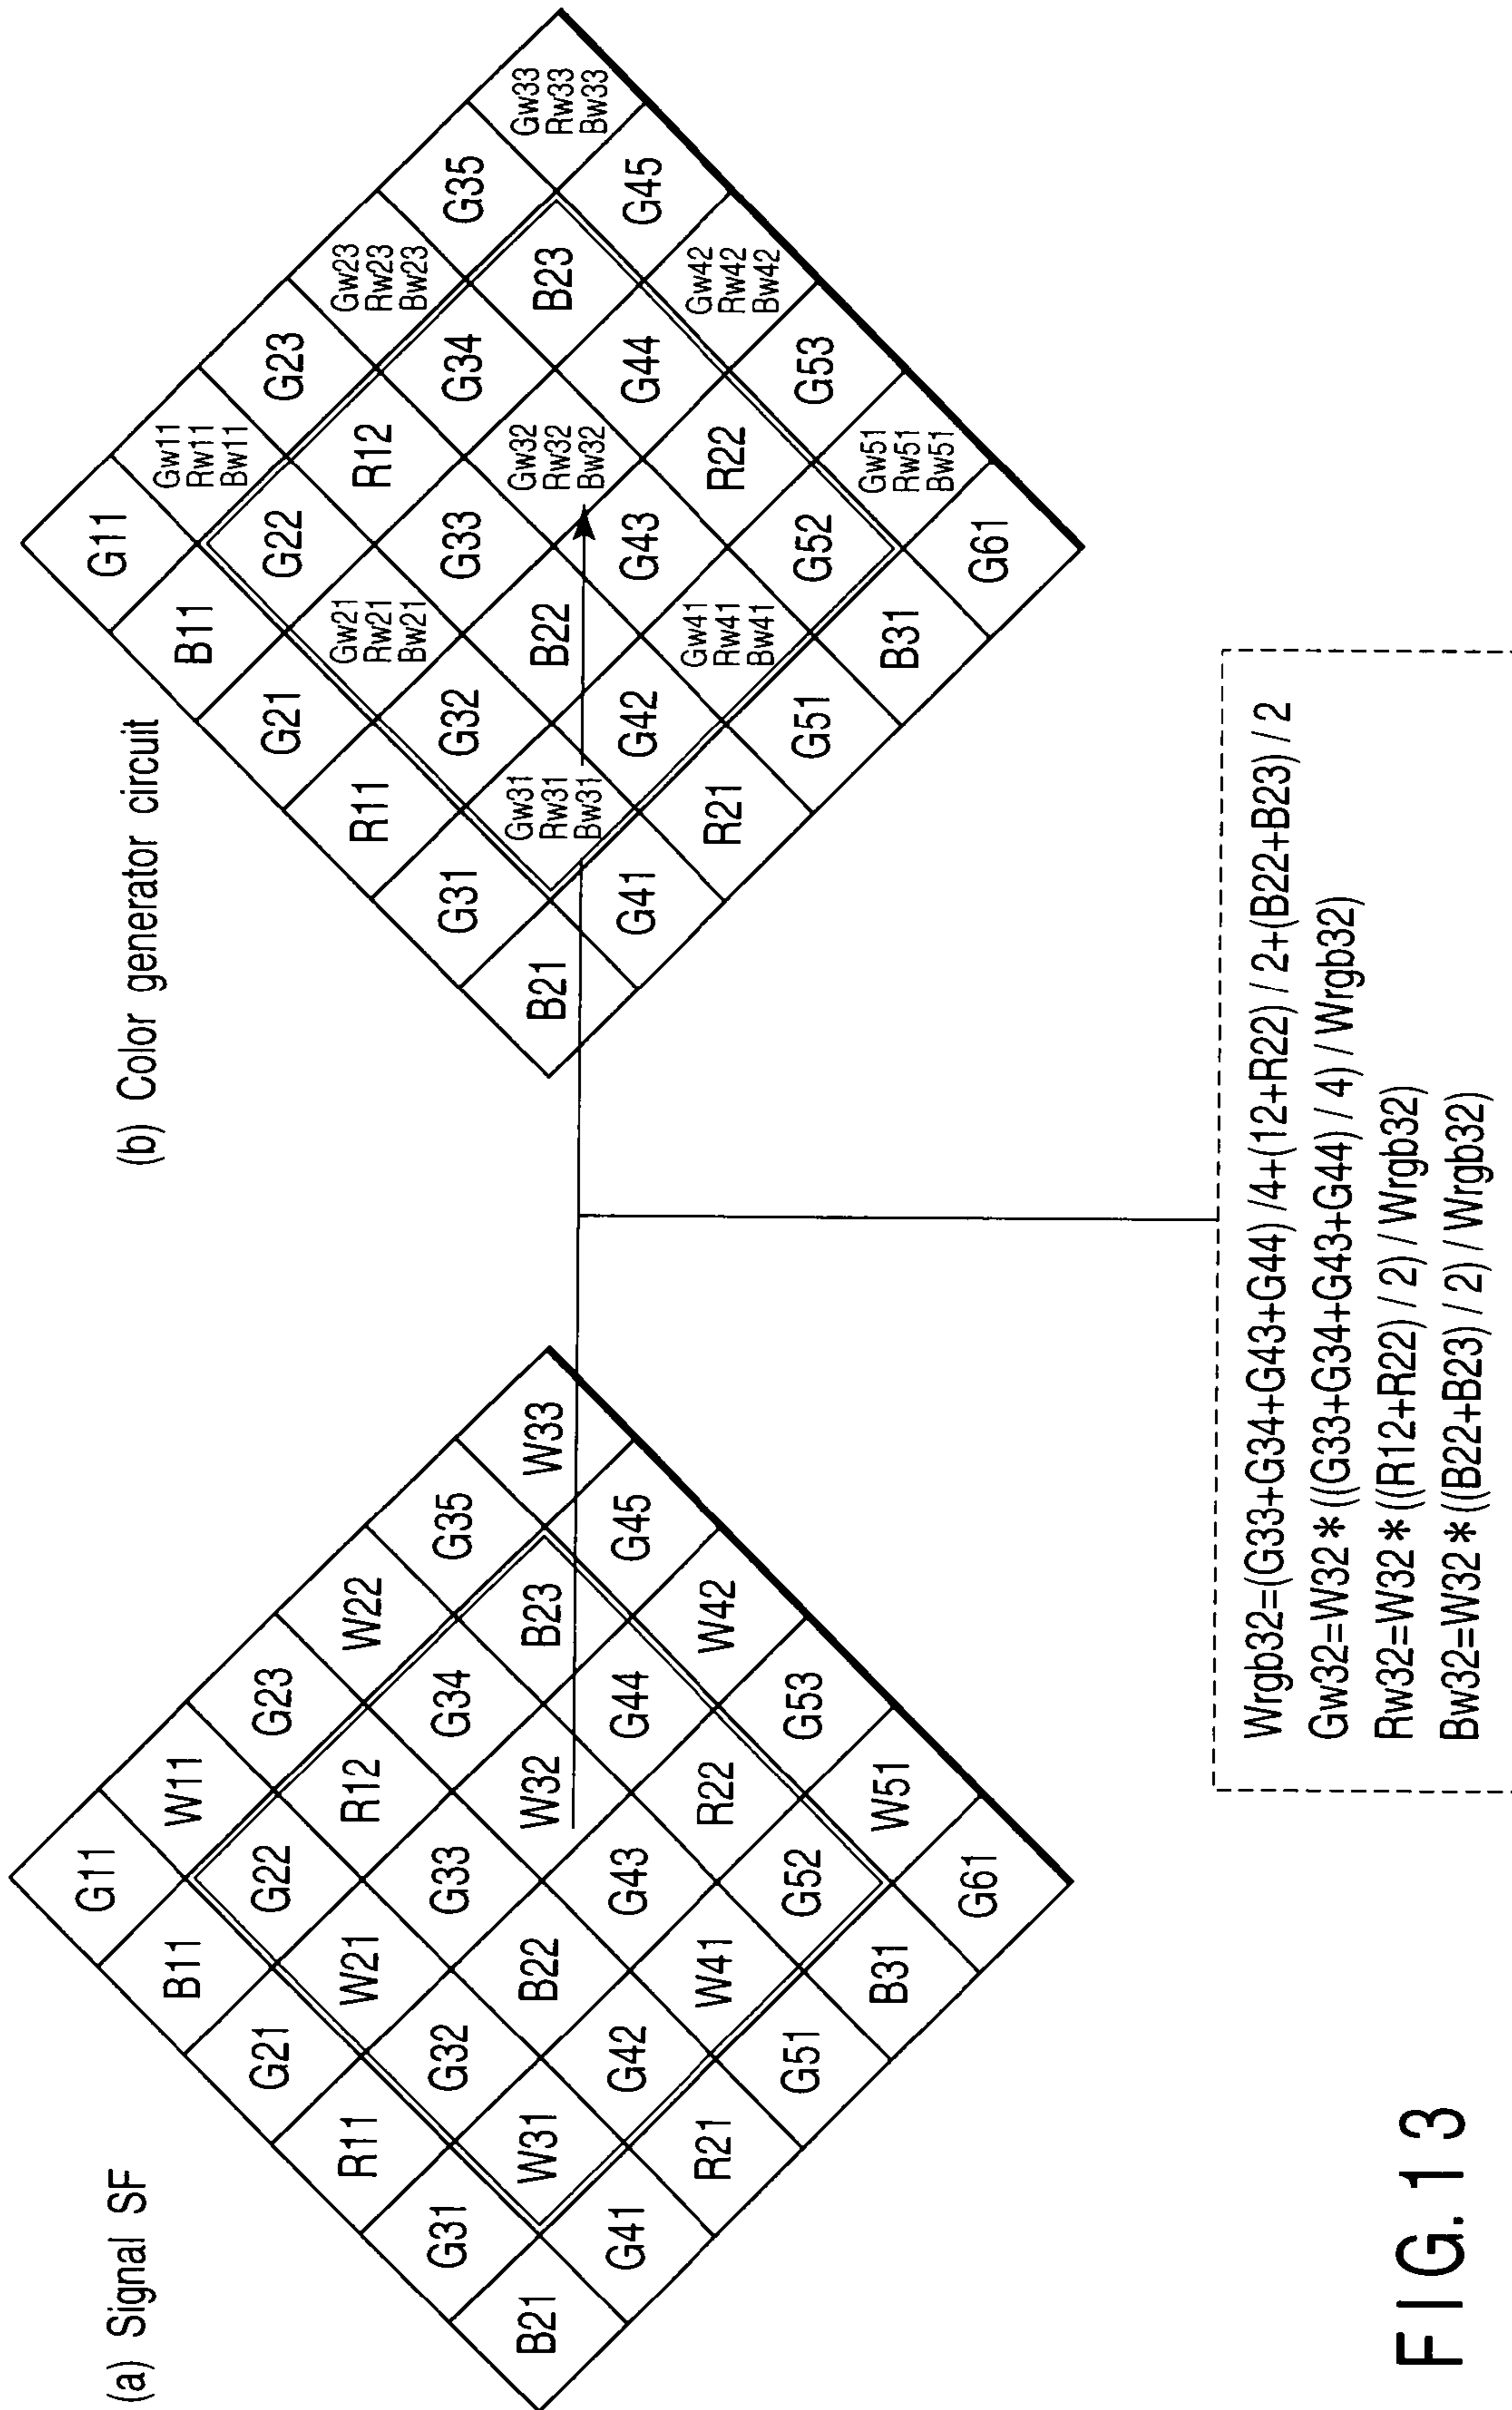 (a) Signal SF
G11
B11 W11
G21 G22 G23
R11 W21 R12 W22
G31 G32 G33 G34 G35
B21 W31 B22 W32 B23 W33
G41 G42 G43 G44 G45
R21 W41 R22 W42
G51 G52 G53
B31 W51
G61
(b) Color generator circuit
G11
B11
Gw11
Rw11
Bw11
G21 G22 G23
R11
Gw21
Rw21
Bw21
R12
Gw23
Rw23
Bw23
G31 G32 G33 G34 G35
B21
Gw31
Rw31
Bw31
B22
Gw32
Rw32
Bw32
B23
Gw33
Rw33
Bw33
G41 G42 G43 G44 G45
R21
Gw41
Rw41
Bw41
R22
Gw42
Rw42
Bw42
G51 G52 G53
B31
Gw51
Rw51
Bw51
G61
Wrgb32=(G33+G34+G43+G44) /4+(12+R22) / 2+(B22+B23) / 2
Gw32=W32* ((G33+G34+G43+G44) / 4) / Wrgb32)
Rw32=W32* ((R12+R22) / 2) / Wrgb32)
Bw32=W32* ((B22+B23) / 2) / Wrgb32)
FIG. 13